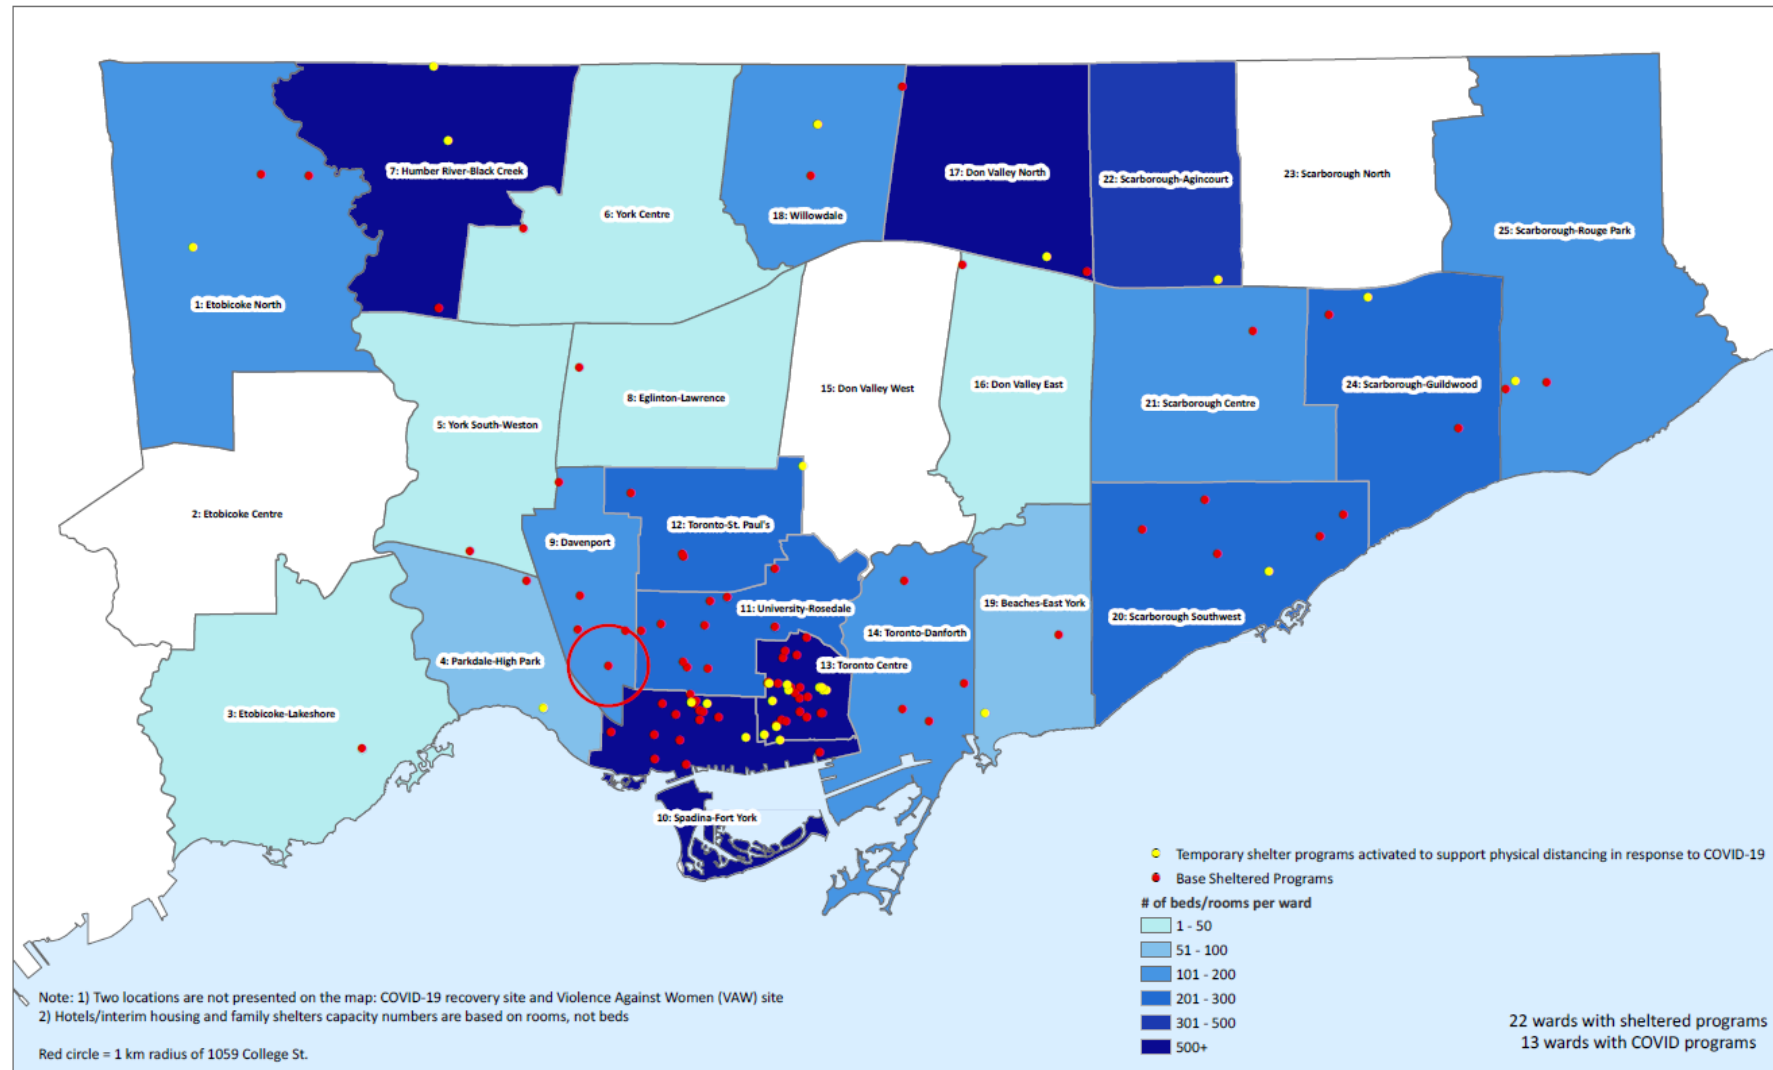 7: Humber River-Black Creek
17: Don Valley North
22: Scarborough-Agincourt
23: Scarborough North
6: York Centre
18: Willowdale
25: Scarborough-Rouge Park
1: Etobicoke North
15: Don Valley West
16: Don Valley East
24: Scarborough-Guildwood
8: Eglinton-Lawrence
21: Scarborough Centre
5: York South-Weston
2: Etobicoke Centre
12: Toronto-St. Paul's
9: Davenport
19: Beaches-East York
11: University-Rosedale
20: Scarborough Southwest
14: Toronto-Danforth
4: Parkdale-High Park
13: Toronto Centre
3: Etobicoke-Lakeshore
10: Spadina-Fort York
Temporary shelter programs activated to support physical distancing in response to COVID-19
Base Sheltered Programs
# of beds/rooms per ward
1 - 50
51 - 100
101 - 200
201 - 300
301 - 500
500+
Note: 1) Two locations are not presented on the map: COVID-19 recovery site and Violence Against Women (VAW) site
2) Hotels/interim housing and family shelters capacity numbers are based on rooms, not beds
Red circle = 1 km radius of 1059 College St.
22 wards with sheltered programs
13 wards with COVID programs